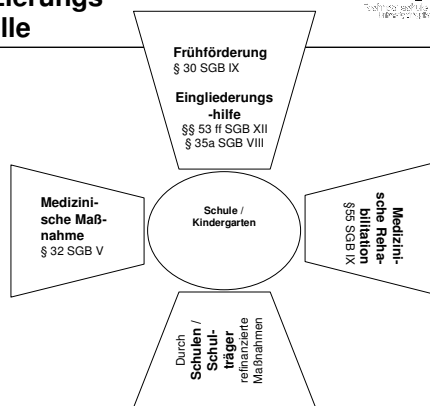 zierungs
lle
Frühförderung
§ 30 SGB IX
Eingliederungs
-hilfe
§§ 53 ff SGB XII
§ 35a SGB VIII
Medizini-
sche Maß-
nahme
§ 32 SGB V
Schule /
Kindergarten
Medizini-
sche Reha-
bilitation
§55 SGB IX
Durch
Schulen /
Schul-
träger
refinanzierte
Maßnahmen